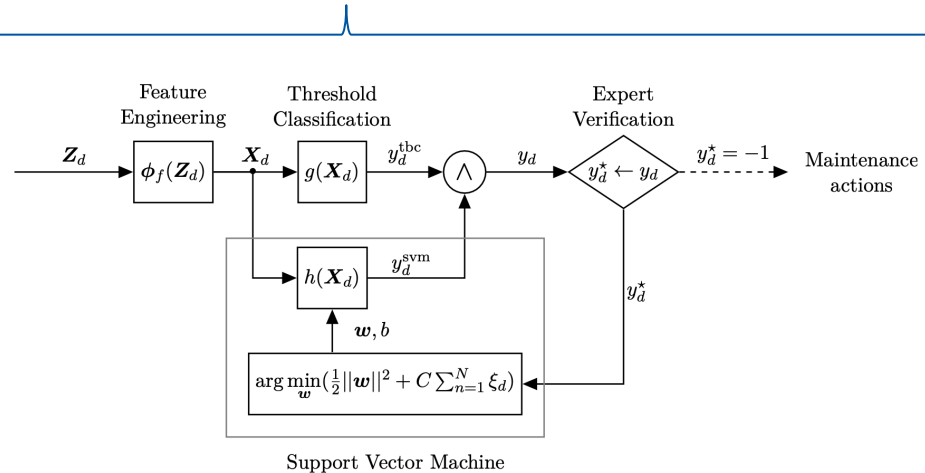 Feature
Engineering
Threshold
Classification
Expert
Verification
Z_d
ϕ_f(Z_d)
X_d
g(X_d)
y_d^tbc
∧
y_d
y_d^⋆ ← y_d
y_d^⋆ = −1
Maintenance
actions
h(X_d)
y_d^svm
y_d^⋆
w, b
arg min_w(½||w||² + C ∑_{n=1}^N ξ_d)
Support Vector Machine